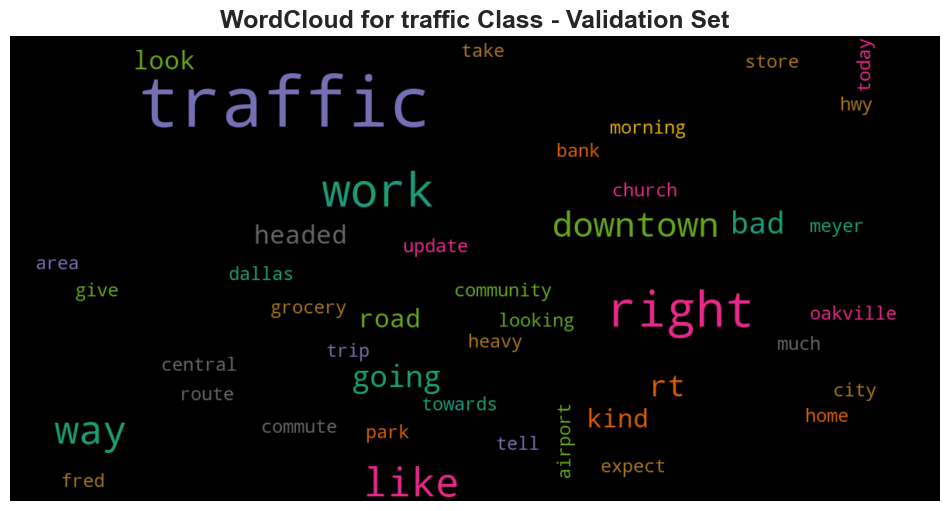 WordCloud for traffic Class - Validation Set
take
look
store
today
traffic
hwy
morning
bank
work
church
downtown
bad
meyer
headed
update
area
dallas
give
community
grocery
right
road
looking
oakville
heavy
much
trip
central
going
rt
route
city
towards
way
kind
home
commute
park
tell
airport
expect
fred
like